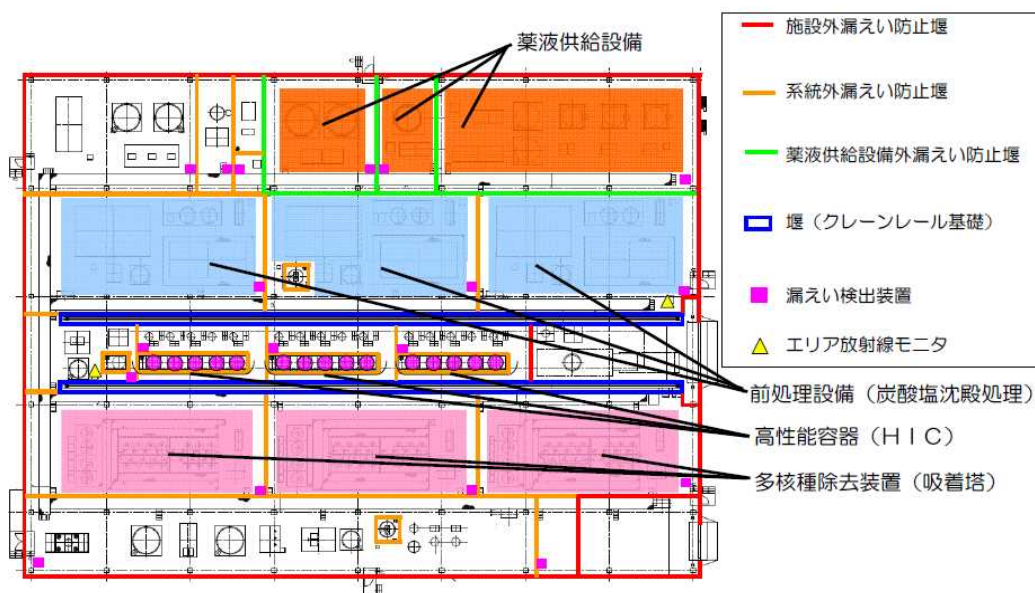 薬液供給設備
施設外漏えい防止堰
系統外漏えい防止堰
薬液供給設備外漏えい防止堰
堰（クレーンレール基礎）
漏えい検出装置
エリア放射線モニタ
前処理設備（炭酸塩沈殿処理）
高性能容器（ＨＩＣ）
多核種除去装置（吸着塔）